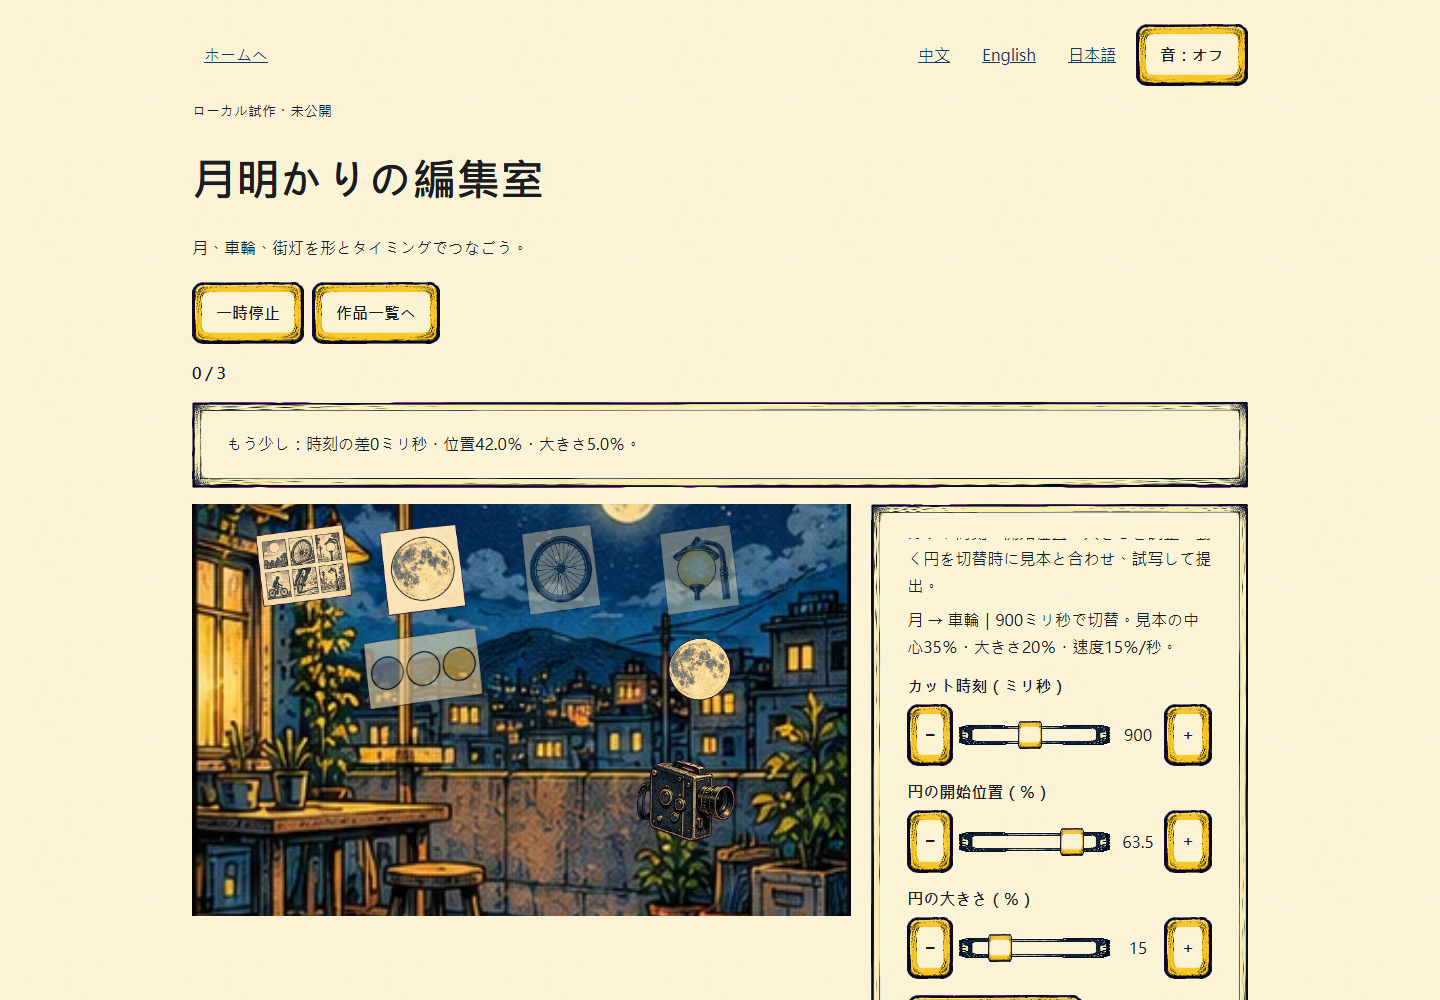 ホームへ
中文 English 日本語 音：オフ
ローカル試作・未公開
月明かりの編集室
月、車輪、街灯を形とタイミングでつなごう。
一時停止 作品一覧へ
0 / 3
もう少し：時刻の差0ミリ秒・位置42.0%・大きさ5.0%。
く円を切替時に見本と合わせ、試写して提
出。
月 → 車輪 | 900ミリ秒で切替。見本の中
心35%・大きさ20%・速度15%/秒。
カット時刻（ミリ秒）
− 900 +
円の開始位置（%）
− 63.5 +
円の大きさ（%）
− 15 +